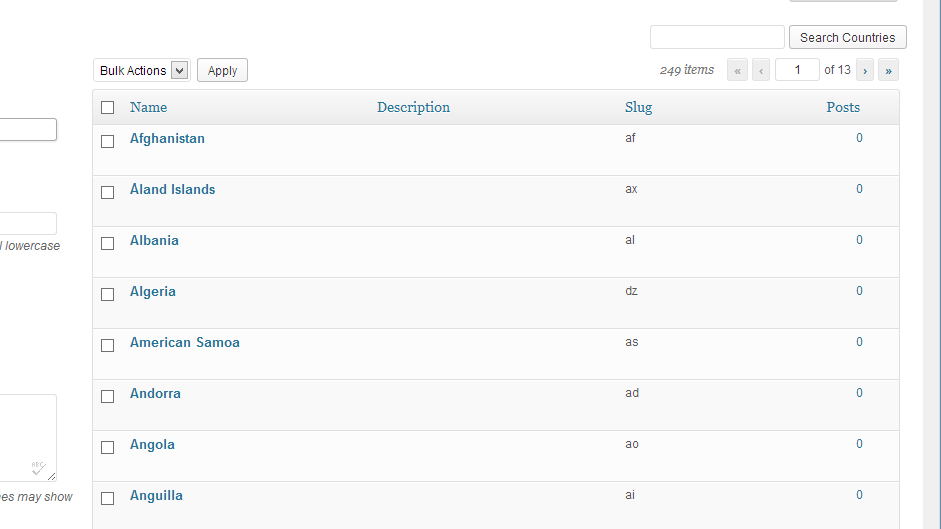 Search Countries
Bulk Actions Apply 249 items « ‹ 1 of 13 › »
Name Description Slug Posts
Afghanistan af 0
Åland Islands ax 0
l lowercase
Albania al 0
Algeria dz 0
American Samoa as 0
Andorra ad 0
Angola ao 0
ABC
es may show
Anguilla ai 0